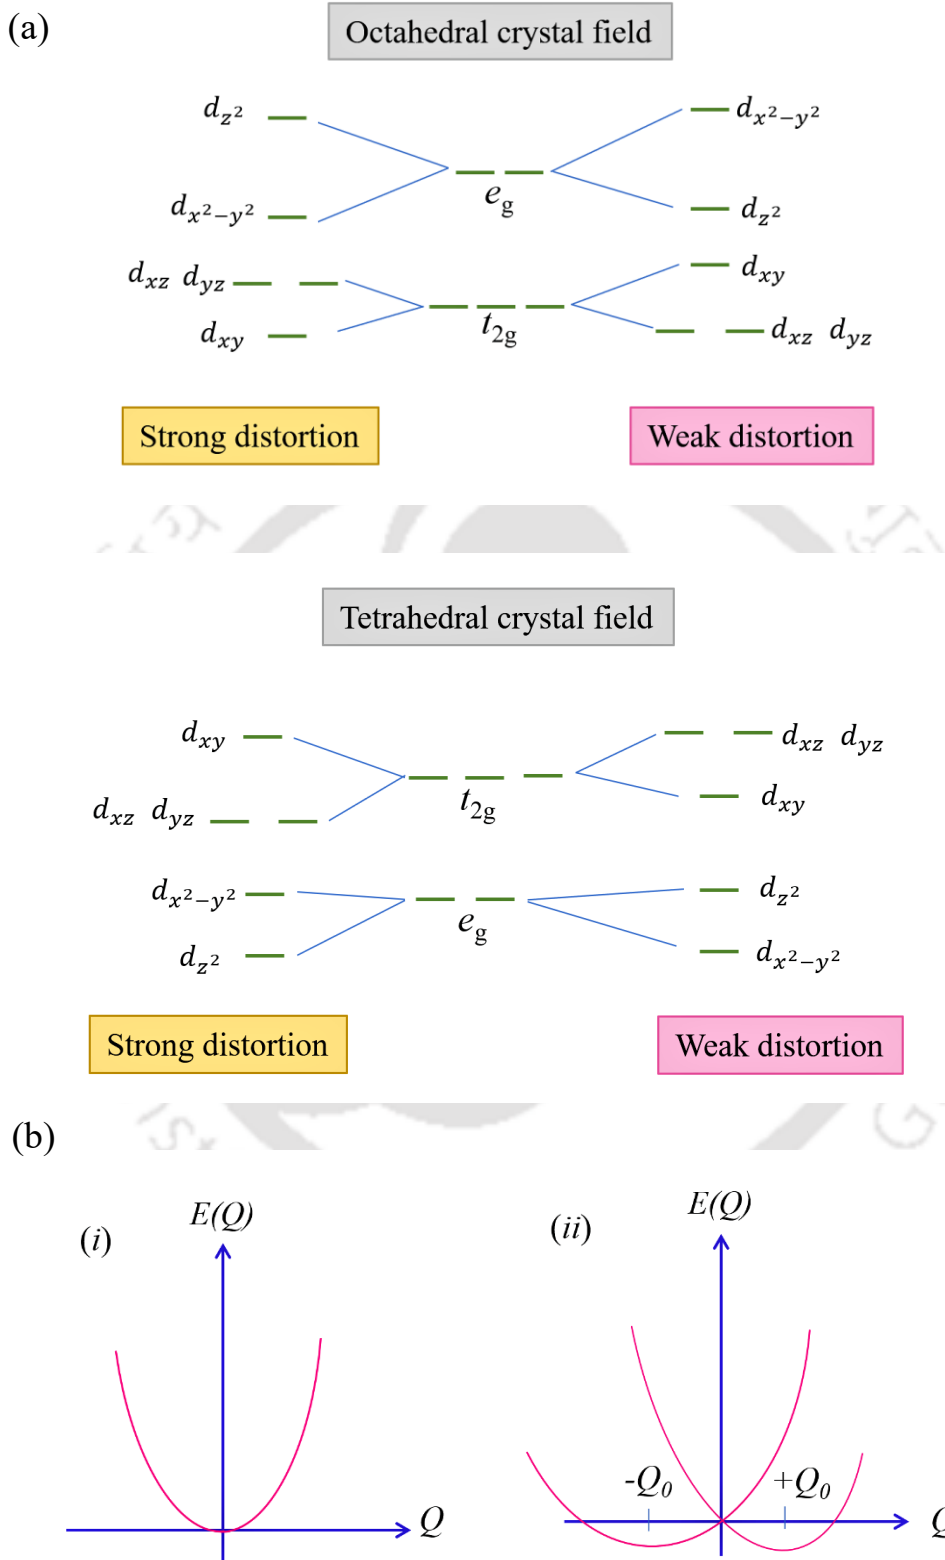 (a)
Octahedral crystal field
d_{z^2}
d_{x^2-y^2}
e_g
d_{x^2-y^2}
d_{z^2}
d_{xz} d_{yz}
d_{xy}
t_{2g}
d_{xy}
d_{xz} d_{yz}
Strong distortion
Weak distortion
Tetrahedral crystal field
d_{xy}
d_{xz} d_{yz}
t_{2g}
d_{xz} d_{yz}
d_{xy}
d_{x^2-y^2}
d_{z^2}
e_g
d_{z^2}
d_{x^2-y^2}
Strong distortion
Weak distortion
(b)
(i)
E(Q)
Q
(ii)
E(Q)
-Q_0
+Q_0
Q